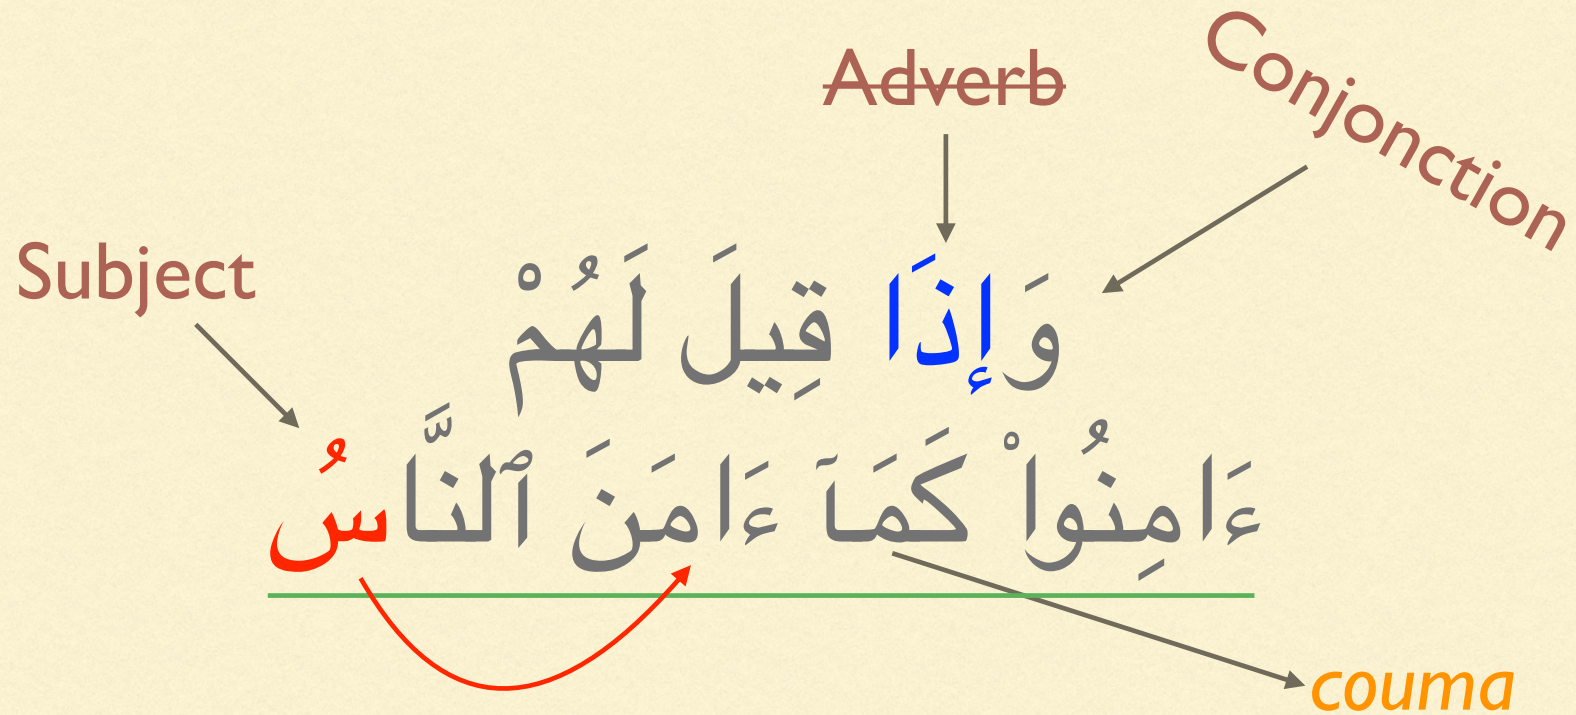 Adverb
Conjonction
Subject
وَإِذَا قِيلَ لَهُمْ
ءَامِنُوا۟ كَمَآ ءَامَنَ ٱلنَّاسُ
couma